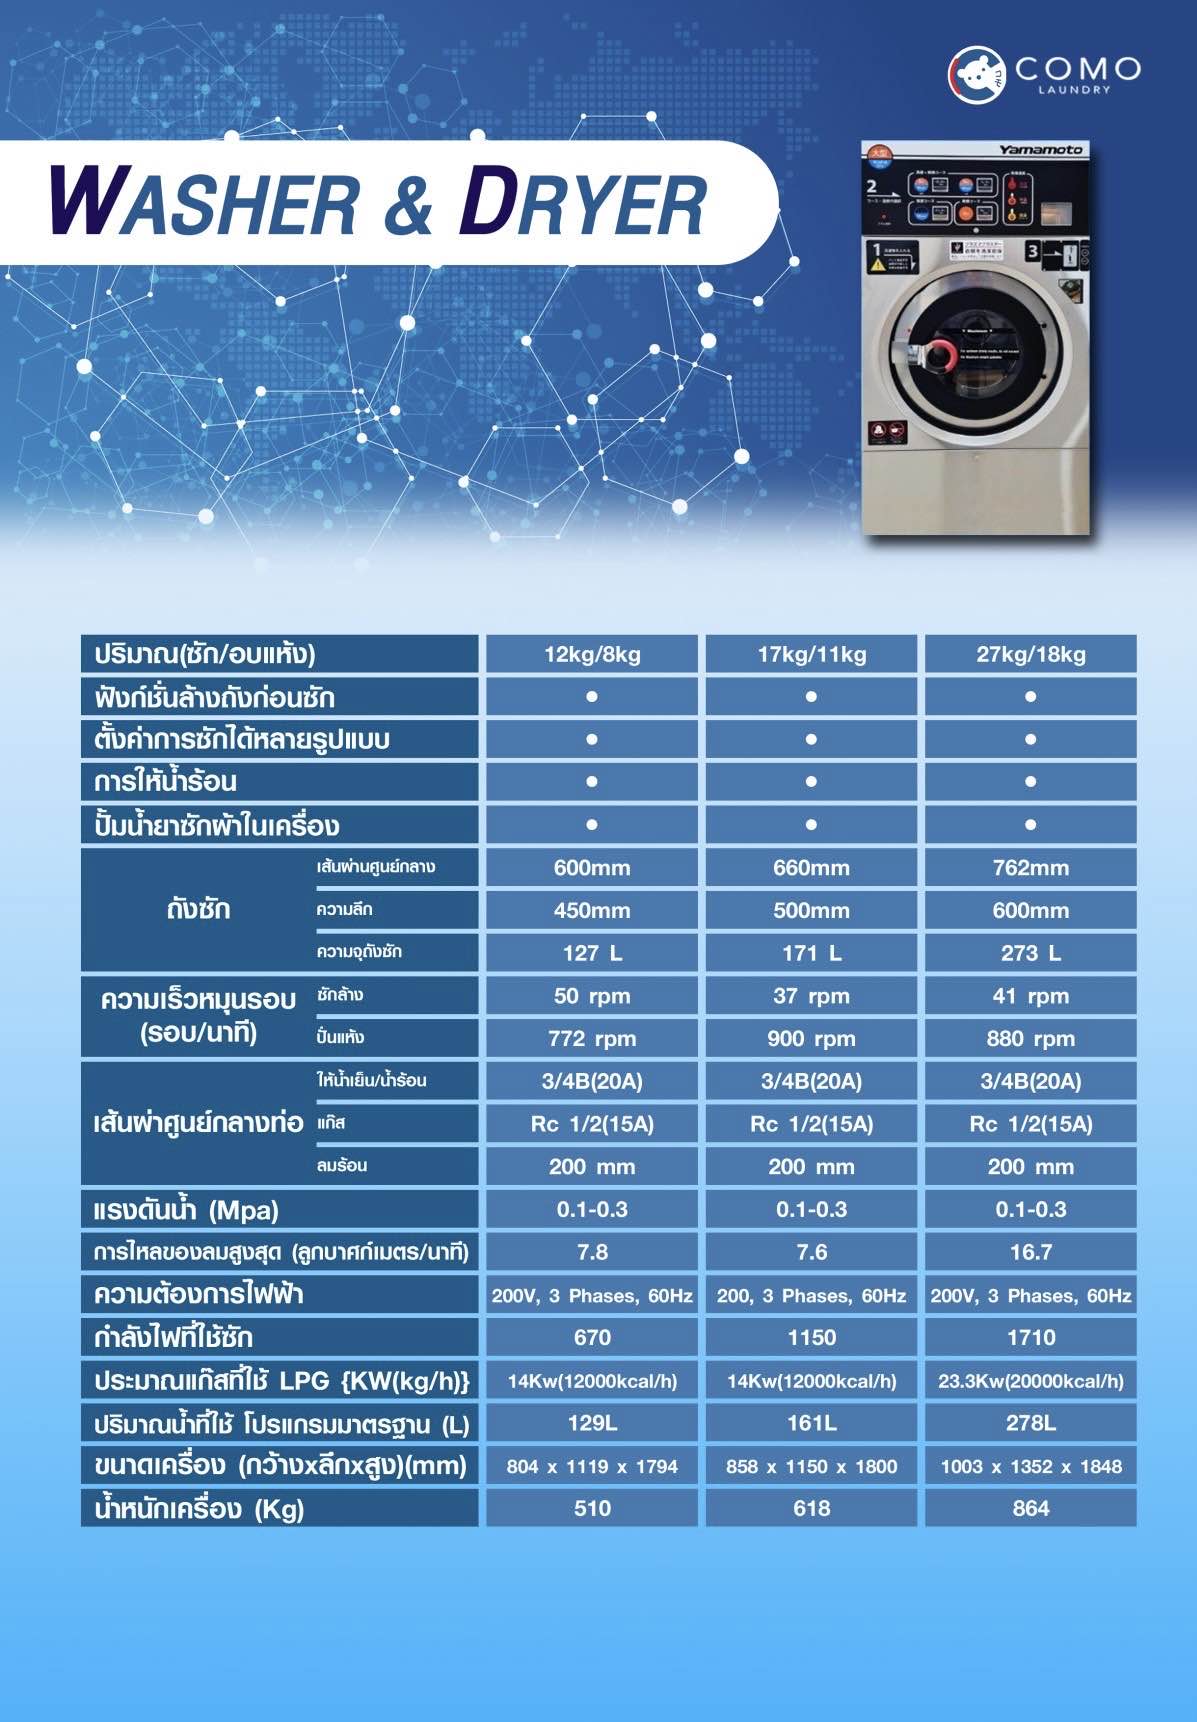 COMO
LAUNDRY
WASHER & DRYER
Yamamoto
大型
2
1
3
ปริมาณ(ซัก/อบแห้ง) 12kg/8kg 17kg/11kg 27kg/18kg
ฟังก์ชั่นล้างถังก่อนซัก ● ● ●
ตั้งค่าการซักได้หลายรูปแบบ ● ● ●
การให้น้ำร้อน ● ● ●
ปั้มน้ำยาซักผ้าในเครื่อง ● ● ●
ถังซัก เส้นผ่านศูนย์กลาง 600mm 660mm 762mm
ความลึก 450mm 500mm 600mm
ความจุถังซัก 127 L 171 L 273 L
ความเร็วหมุนรอบ (รอบ/นาที) ซักล้าง 50 rpm 37 rpm 41 rpm
ปั่นแห้ง 772 rpm 900 rpm 880 rpm
เส้นผ่าศูนย์กลางท่อ ให้น้ำเย็น/น้ำร้อน 3/4B(20A) 3/4B(20A) 3/4B(20A)
แก๊ส Rc 1/2(15A) Rc 1/2(15A) Rc 1/2(15A)
ลมร้อน 200 mm 200 mm 200 mm
แรงดันน้ำ (Mpa) 0.1-0.3 0.1-0.3 0.1-0.3
การไหลของลมสูงสุด (ลูกบาศก์เมตร/นาที) 7.8 7.6 16.7
ความต้องการไฟฟ้า 200V, 3 Phases, 60Hz 200, 3 Phases, 60Hz 200V, 3 Phases, 60Hz
กำลังไฟที่ใช้ซัก 670 1150 1710
ประมาณแก๊สที่ใช้ LPG {KW(kg/h)} 14Kw(12000kcal/h) 14Kw(12000kcal/h) 23.3Kw(20000kcal/h)
ปริมาณน้ำที่ใช้ โปรแกรมมาตรฐาน (L) 129L 161L 278L
ขนาดเครื่อง (กว้างxลึกxสูง)(mm) 804 x 1119 x 1794 858 x 1150 x 1800 1003 x 1352 x 1848
น้ำหนักเครื่อง (Kg) 510 618 864